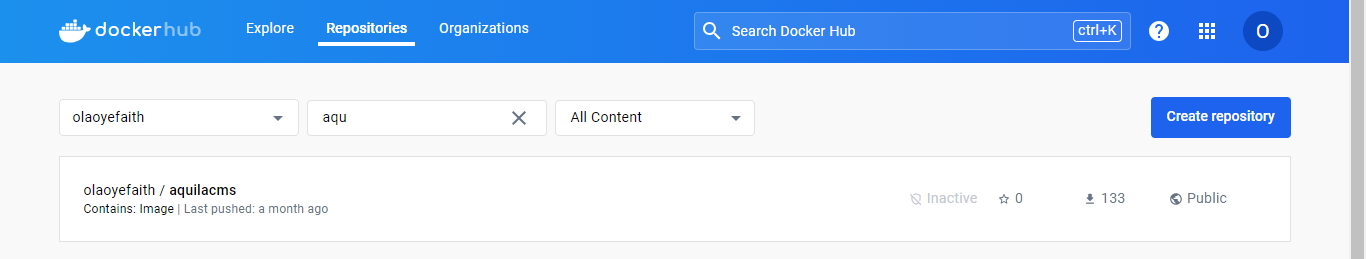 dockerhub Explore Repositories Organizations Search Docker Hub ctrl+K ? O
olaoyefaith aqu All Content Create repository
olaoyefaith / aquilacms
Contains: Image | Last pushed: a month ago
Inactive 0 133 Public